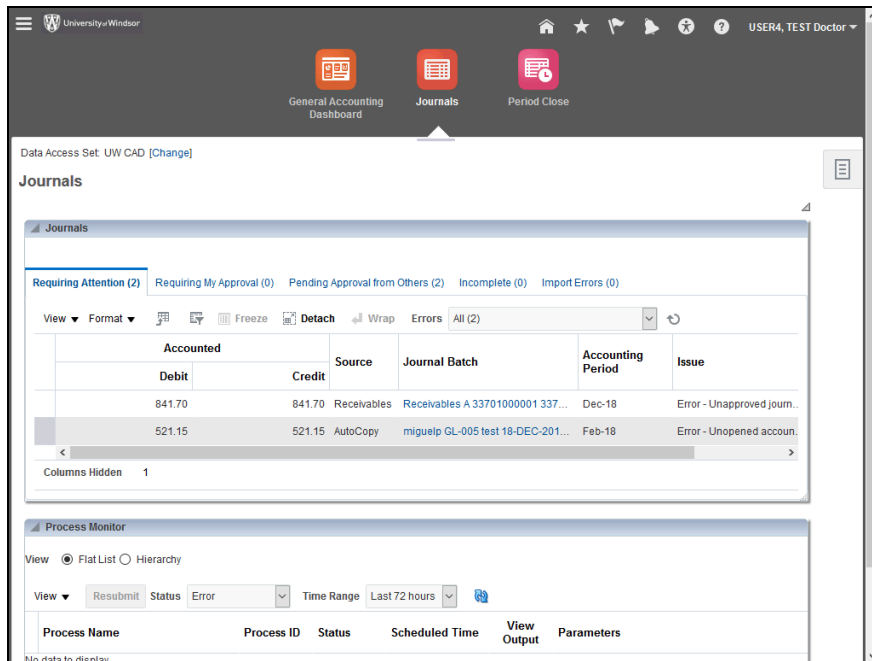 University of Windsor
USER4, TEST Doctor
General Accounting Dashboard
Journals
Period Close
Data Access Set: UW CAD [Change]
Journals
Journals
Requiring Attention (2) Requiring My Approval (0) Pending Approval from Others (2) Incomplete (0) Import Errors (0)
View Format Freeze Detach Wrap Errors All (2)
Accounted
Debit Credit Source Journal Batch Accounting Period Issue
841.70 841.70 Receivables Receivables A 33701000001 337... Dec-18 Error - Unapproved journ..
521.15 521.15 AutoCopy miguelp GL-005 test 18-DEC-201... Feb-18 Error - Unopened accoun.
Columns Hidden 1
Process Monitor
View Flat List Hierarchy
View Resubmit Status Error Time Range Last 72 hours
Process Name Process ID Status Scheduled Time View Output Parameters
No data to display